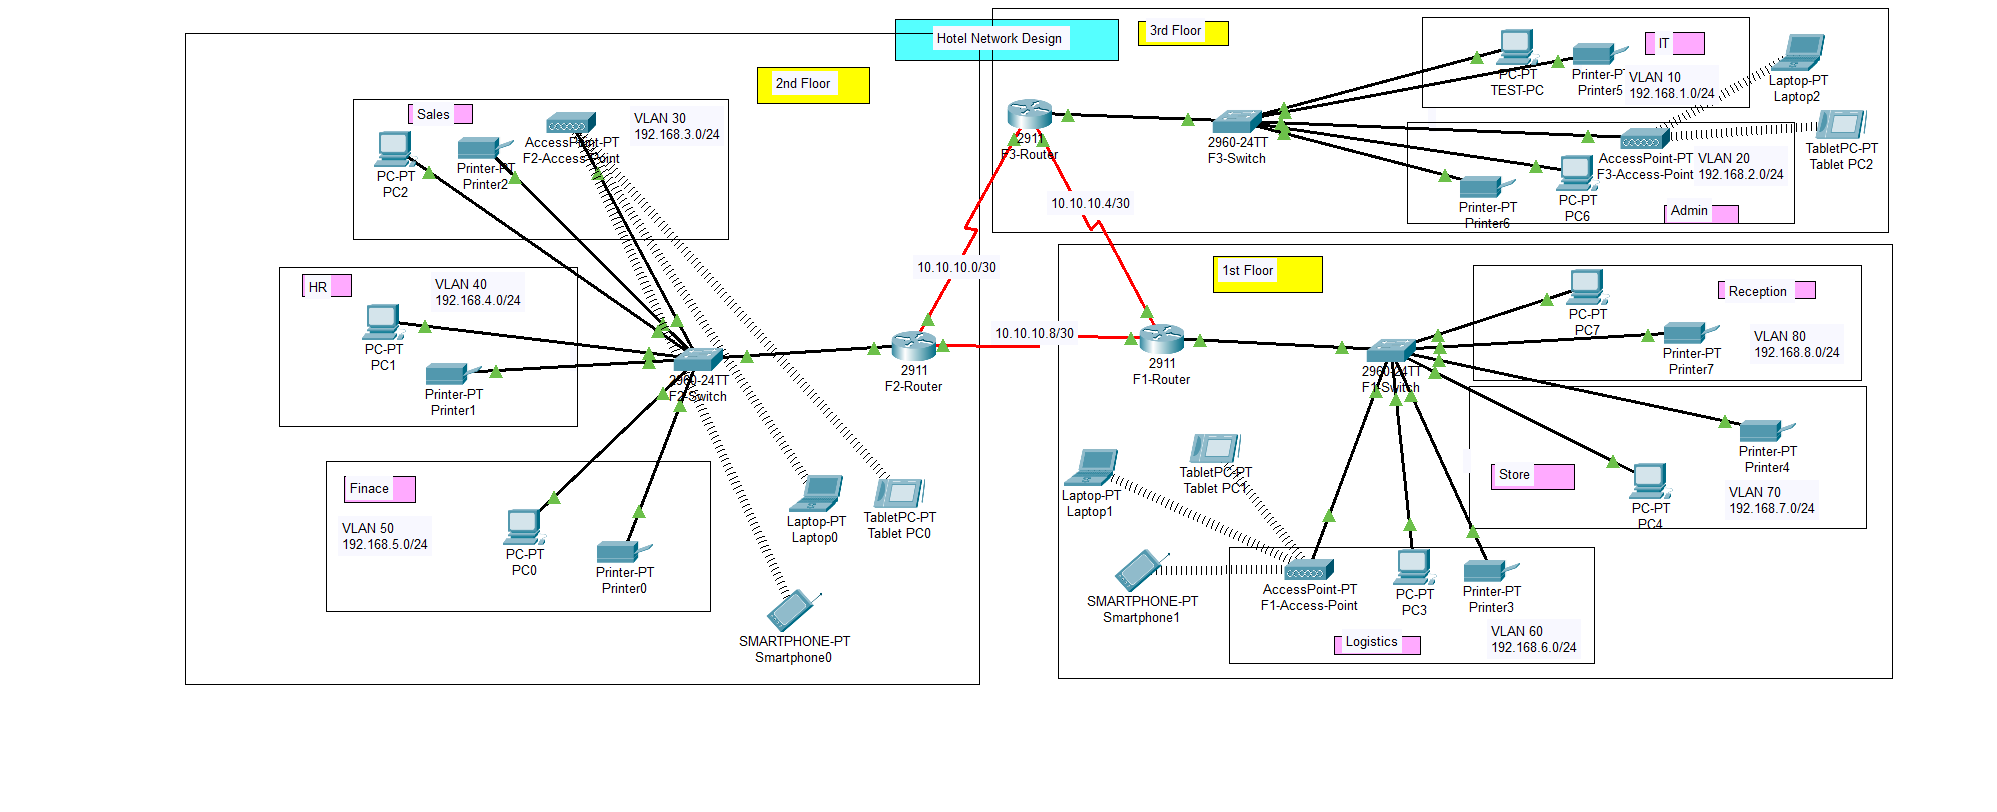 Hotel Network Design
2nd Floor
Sales
VLAN 30
192.168.3.0/24
PC-PT
PC2
Printer-PT
Printer2
AccessPoint-PT
F2-Access-Point
HR
VLAN 40
192.168.4.0/24
PC-PT
PC1
Printer-PT
Printer1
2960-24TT
F2-Switch
2911
F2-Router
Finace
VLAN 50
192.168.5.0/24
PC-PT
PC0
Printer-PT
Printer0
Laptop-PT
Laptop0
TabletPC-PT
Tablet PC0
SMARTPHONE-PT
Smartphone0
10.10.10.0/30
10.10.10.4/30
10.10.10.8/30
3rd Floor
2911
F3-Router
2960-24TT
F3-Switch
IT
PC-PT
TEST-PC
Printer-PT
Printer5
VLAN 10
192.168.1.0/24
Laptop-PT
Laptop2
TabletPC-PT
Tablet PC2
AccessPoint-PT
F3-Access-Point
VLAN 20
192.168.2.0/24
Printer-PT
Printer6
PC-PT
PC6
Admin
1st Floor
2911
F1-Router
2960-24TT
F1-Switch
Reception
PC-PT
PC7
Printer-PT
Printer7
VLAN 80
192.168.8.0/24
Store
Printer-PT
Printer4
PC-PT
PC4
VLAN 70
192.168.7.0/24
Laptop-PT
Laptop1
TabletPC-PT
Tablet PC1
SMARTPHONE-PT
Smartphone1
AccessPoint-PT
F1-Access-Point
PC-PT
PC3
Printer-PT
Printer3
Logistics
VLAN 60
192.168.6.0/24